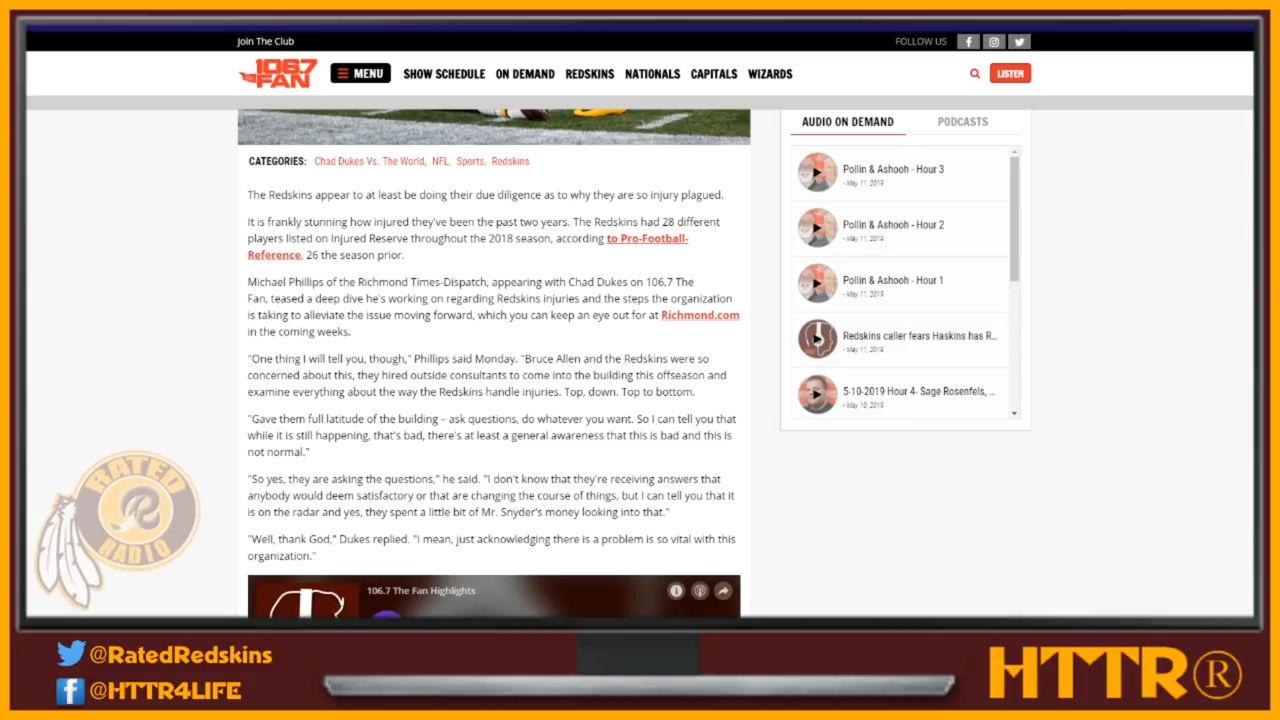 Join The Club
FOLLOW US
106.7
THE FAN
MENU
SHOW SCHEDULE
ON DEMAND
REDSKINS
NATIONALS
CAPITALS
WIZARDS
LISTEN
CATEGORIES: Chad Dukes Vs. The World, NFL, Sports, Redskins
The Redskins appear to at least be doing their due diligence as to why they are so injury plagued.
It is frankly stunning how injured they've been the past two years. The Redskins had 28 different
players listed on Injured Reserve throughout the 2018 season, according to Pro-Football-
Reference, 26 the season prior.
Michael Phillips of the Richmond Times-Dispatch, appearing with Chad Dukes on 106.7 The
Fan, teased a deep dive he's working on regarding Redskins injuries and the steps the organization
is taking to alleviate the issue moving forward, which you can keep an eye out for at Richmond.com
in the coming weeks.
"One thing I will tell you, though," Phillips said Monday. "Bruce Allen and the Redskins were so
concerned about this, they hired outside consultants to come into the building this offseason and
examine everything about the way the Redskins handle injuries. Top, down. Top to bottom.
"Gave them full latitude of the building – ask questions, do whatever you want. So I can tell you that
while it is still happening, that's bad, there's at least a general awareness that this is bad and this is
not normal."
"So yes, they are asking the questions," he said. "I don't know that they're receiving answers that
anybody would deem satisfactory or that are changing the course of things, but I can tell you that it
is on the radar and yes, they spent a little bit of Mr. Snyder's money looking into that."
"Well, thank God," Dukes replied. "I mean, just acknowledging there is a problem is so vital with this
organization."
106.7 The Fan Highlights
AUDIO ON DEMAND
PODCASTS
Pollin & Ashooh - Hour 3
- May 11, 2019
Pollin & Ashooh - Hour 2
- May 11, 2019
Pollin & Ashooh - Hour 1
- May 11, 2019
Redskins caller fears Haskins has R...
- May 11, 2019
5-10-2019 Hour 4- Sage Rosenfels, ...
- May 10, 2019
RATED
R
RADIO
@RatedRedskins
@HTTR4LIFE
HTTR®